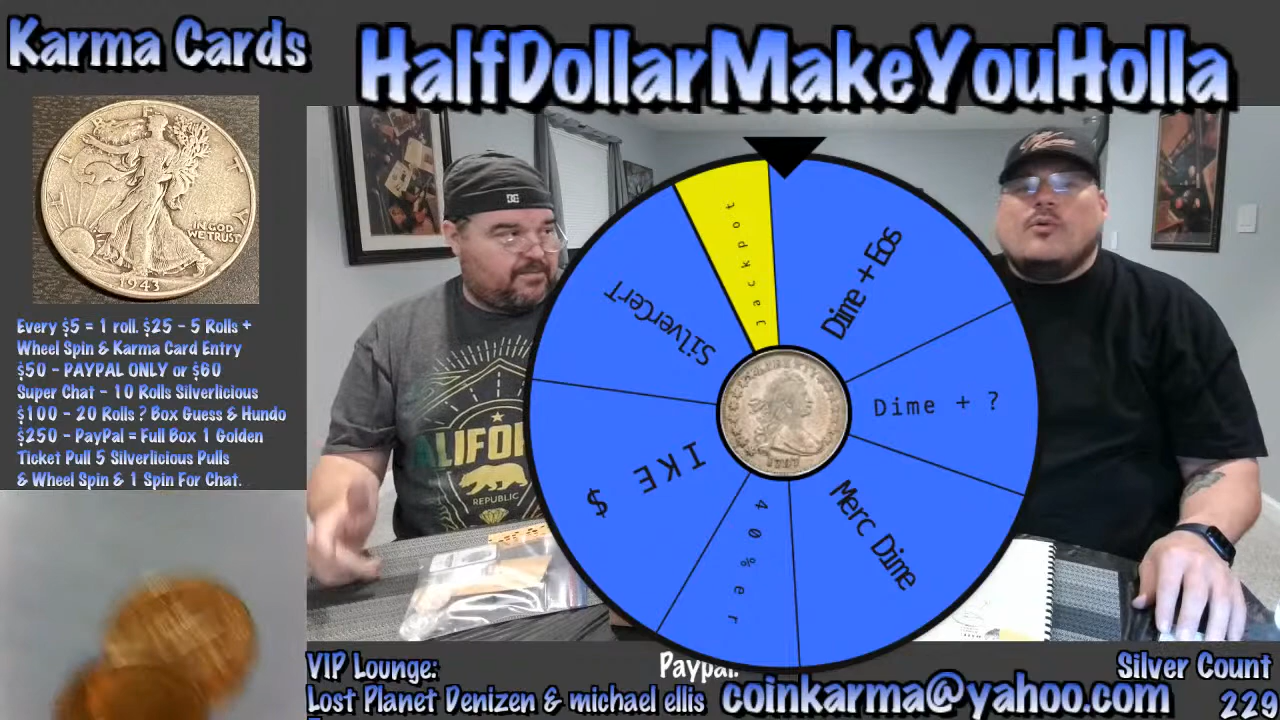 Karma Cards
HalfDollarMakeYouHolla
IN GOD
WE TRUST
1943
Every $5 = 1 roll. $25 - 5 Rolls +
Wheel Spin & Karma Card Entry
$50 - PAYPAL ONLY or $60
Super Chat - 10 Rolls Silverlicious
$100 - 20 Rolls ? Box Guess & Hundo
$250 - PayPal = Full Box 1 Golden
Ticket Pull 5 Silverlicious Pulls
& Wheel Spin & 1 Spin For Chat.
Jackpot
Dime + Eos
Dime + ?
Merc Dime
40%er
$ IKE
SilverCerT
1797
ALIFOR
REPUBLIC
VIP Lounge:
Lost Planet Denizen & michael ellis
Paypal:
coinkarma@yahoo.com
Silver Count
229